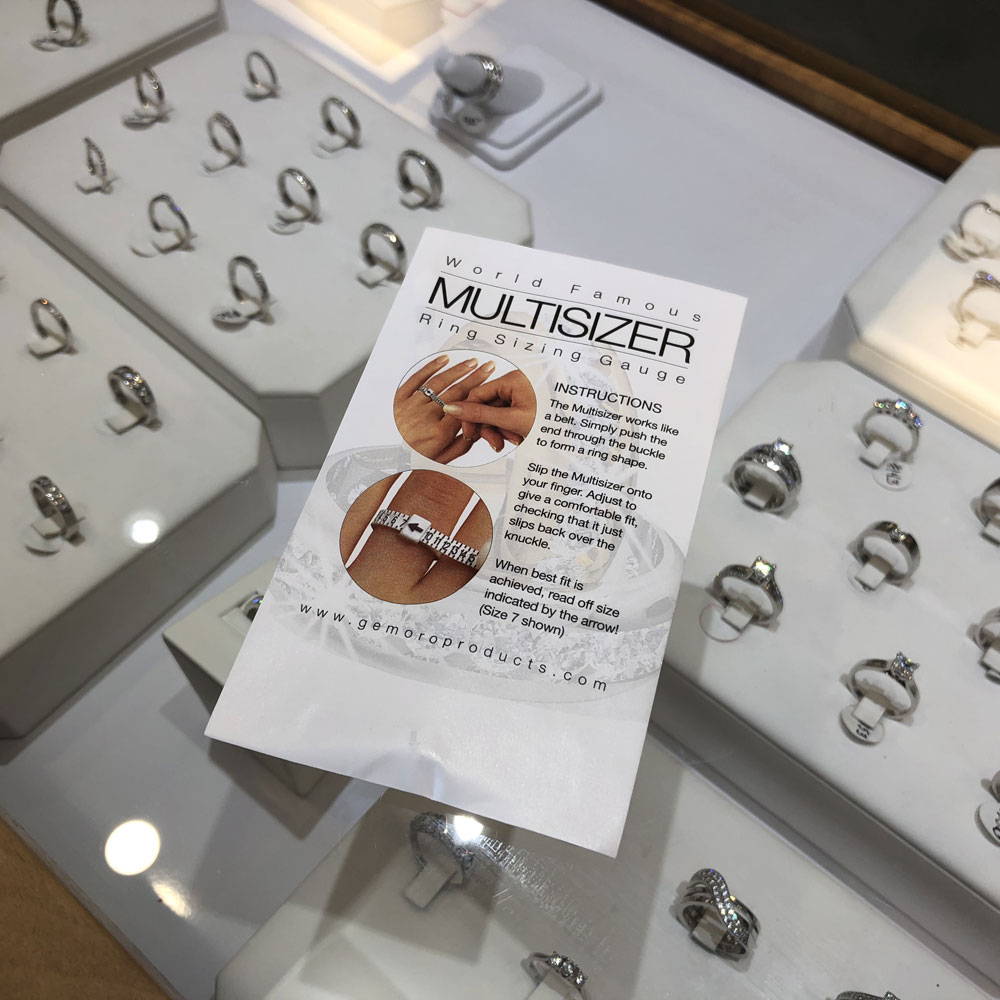 World Famous
MULTISIZER
Ring Sizing Gauge
INSTRUCTIONS
The Multisizer works like
a belt. Simply push the
end through the buckle
to form a ring shape.
Slip the Multisizer onto
your finger. Adjust to
give a comfortable fit,
checking that it just
slips back over the
knuckle.
When best fit is
achieved, read off size
indicated by the arrow!
(Size 7 shown)
www.gemoroproducts.com